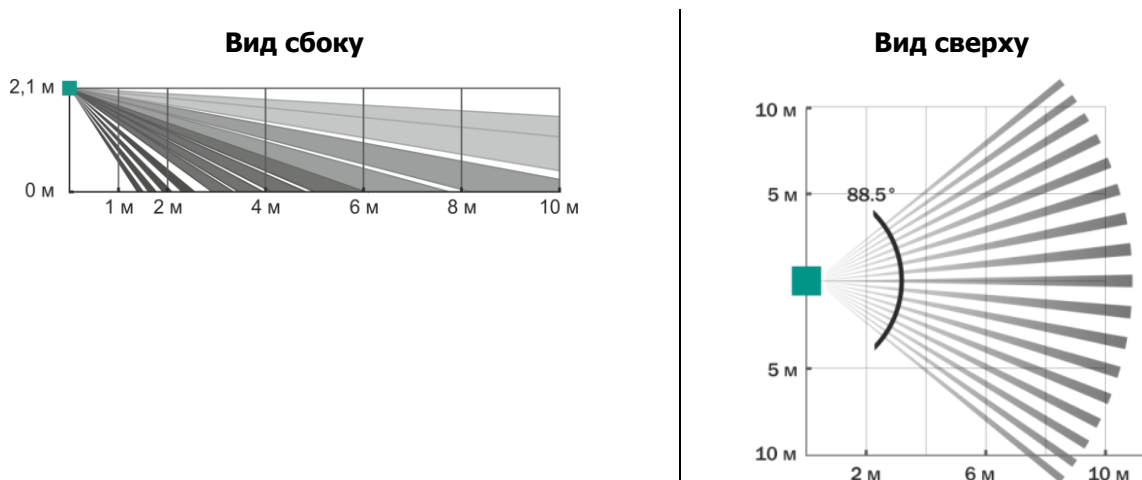 Вид сбоку
2,1 м
0 м
1 м 2 м 4 м 6 м 8 м 10 м
Вид сверху
10 м
5 м
88.5°
5 м
10 м
2 м 6 м 10 м